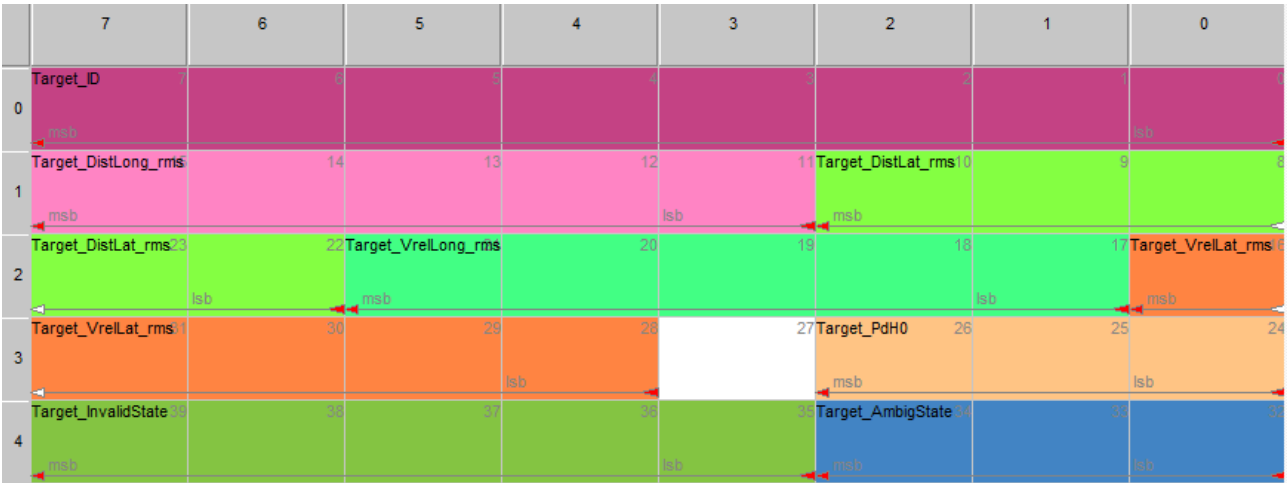 7 6 5 4 3 2 1 0
0
Target_ID 7 6 5 4 3 2 1 0
msb lsb
1
Target_DistLong_rms 15 14 13 12 11 Target_DistLat_rms 10 9 8
msb lsb msb
2
Target_DistLat_rms 23 22 Target_VrelLong_rms 21 20 19 18 17 Target_VrelLat_rms 16
lsb msb lsb msb
3
Target_VrelLat_rms 31 30 29 28 27 Target_PdH0 26 25 24
lsb msb lsb
4
Target_InvalidState 39 38 37 36 35 Target_AmbigState 34 33 32
msb lsb msb lsb